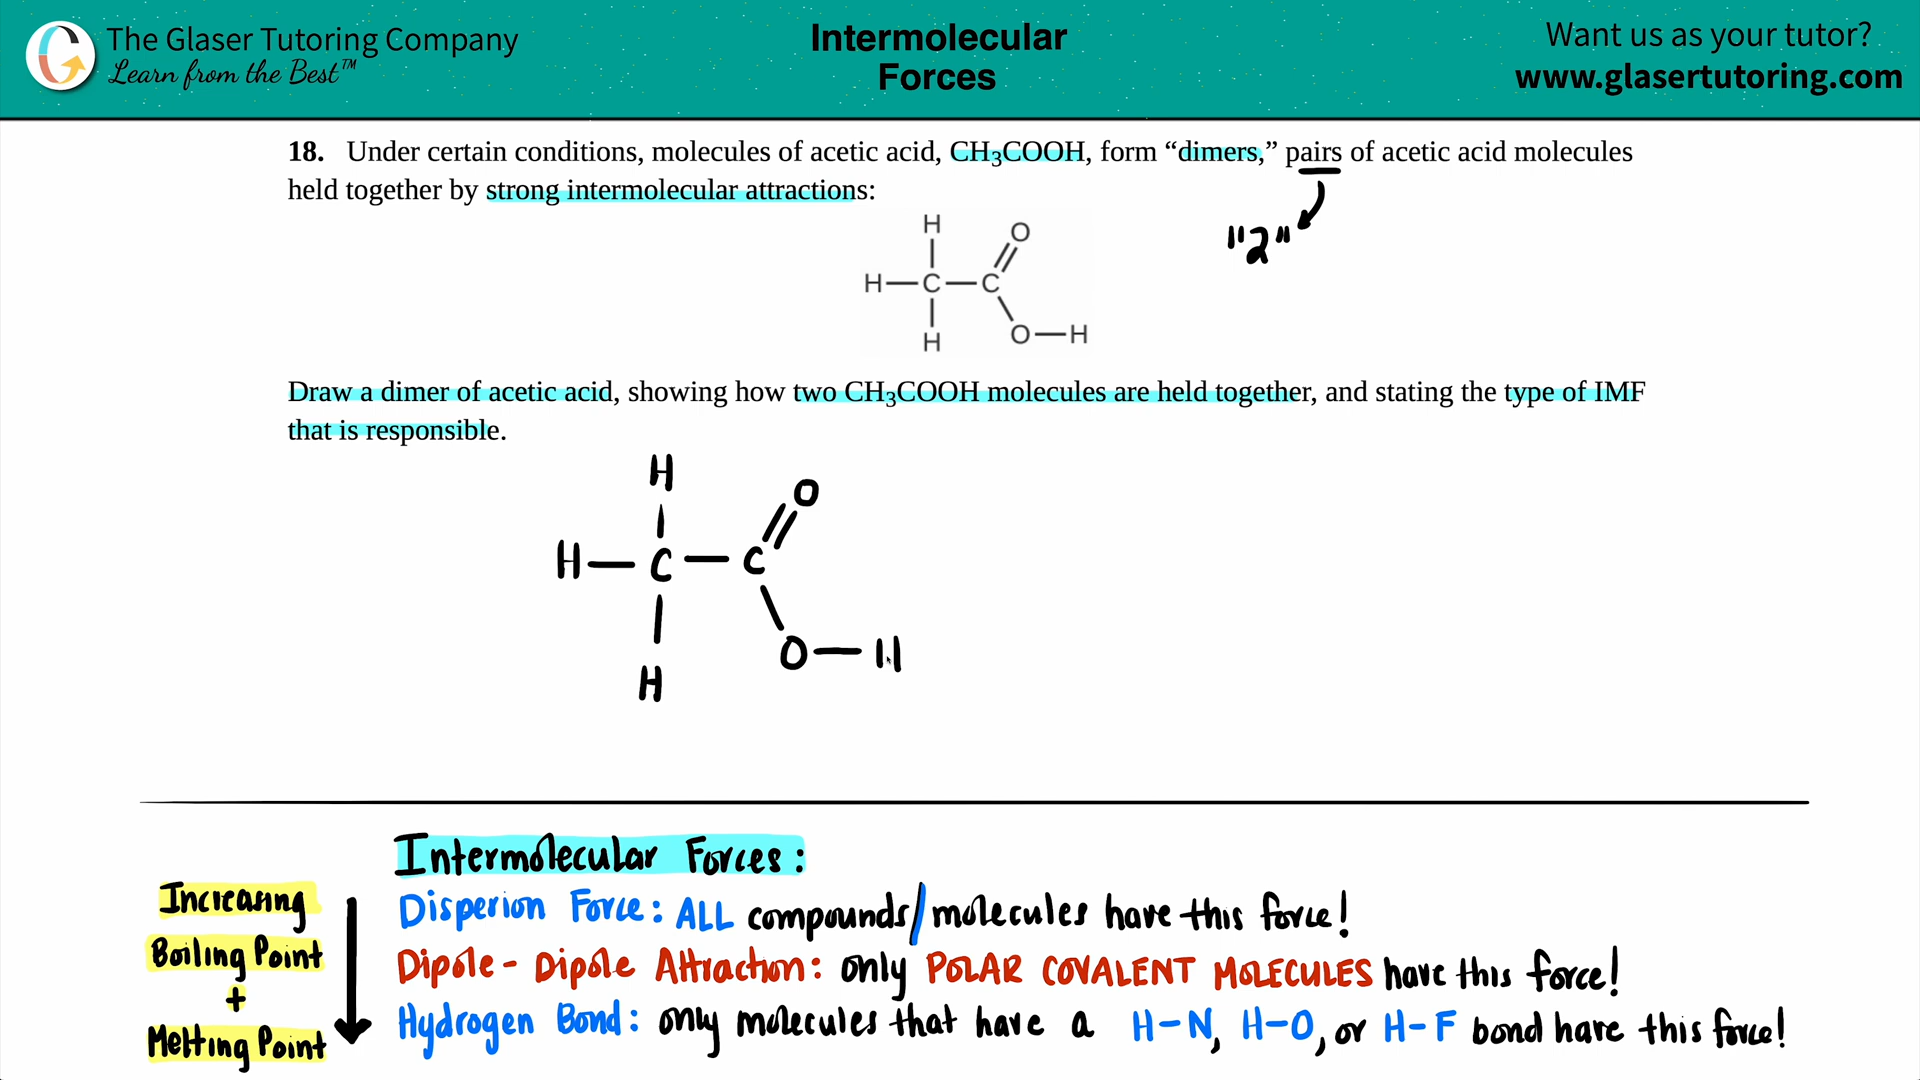 The Glaser Tutoring Company
Learn from the Best™
Intermolecular
Forces
Want us as your tutor?
www.glasertutoring.com
18. Under certain conditions, molecules of acetic acid, CH₃COOH, form “dimers,” pairs of acetic acid molecules
held together by strong intermolecular attractions:
"2"
H
O
H—C—C
H
O—H
Draw a dimer of acetic acid, showing how two CH₃COOH molecules are held together, and stating the type of IMF
that is responsible.
H
O
H—C—C
O—H
H
Intermolecular Forces:
Increasing
Boiling Point
+
Melting Point
Disperion Force: ALL compounds/molecules have this force!
Dipole-Dipole Attraction: only POLAR COVALENT MOLECULES have this force!
Hydrogen Bond: only molecules that have a H-N, H-O, or H-F bond have this force!